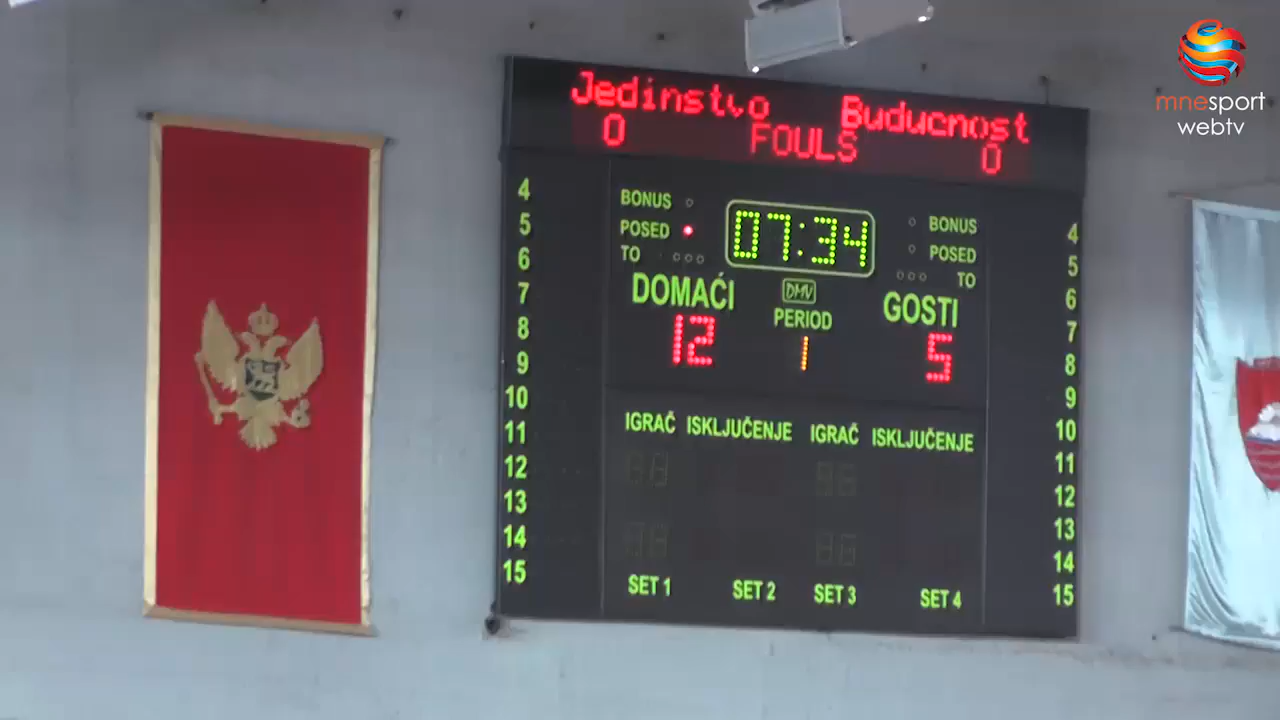 mnesport
webtv
Jedinstvo Buducnost
0 FOULS 0
BONUS 07:34 BONUS
POSED POSED
TO TO
DOMAĆI DMV GOSTI
PERIOD
12 1 5
IGRAČ ISKLJUČENJE IGRAČ ISKLJUČENJE
SET 1 SET 2 SET 3 SET 4
4
5
6
7
8
9
10
11
12
13
14
15
4
5
6
7
8
9
10
11
12
13
14
15